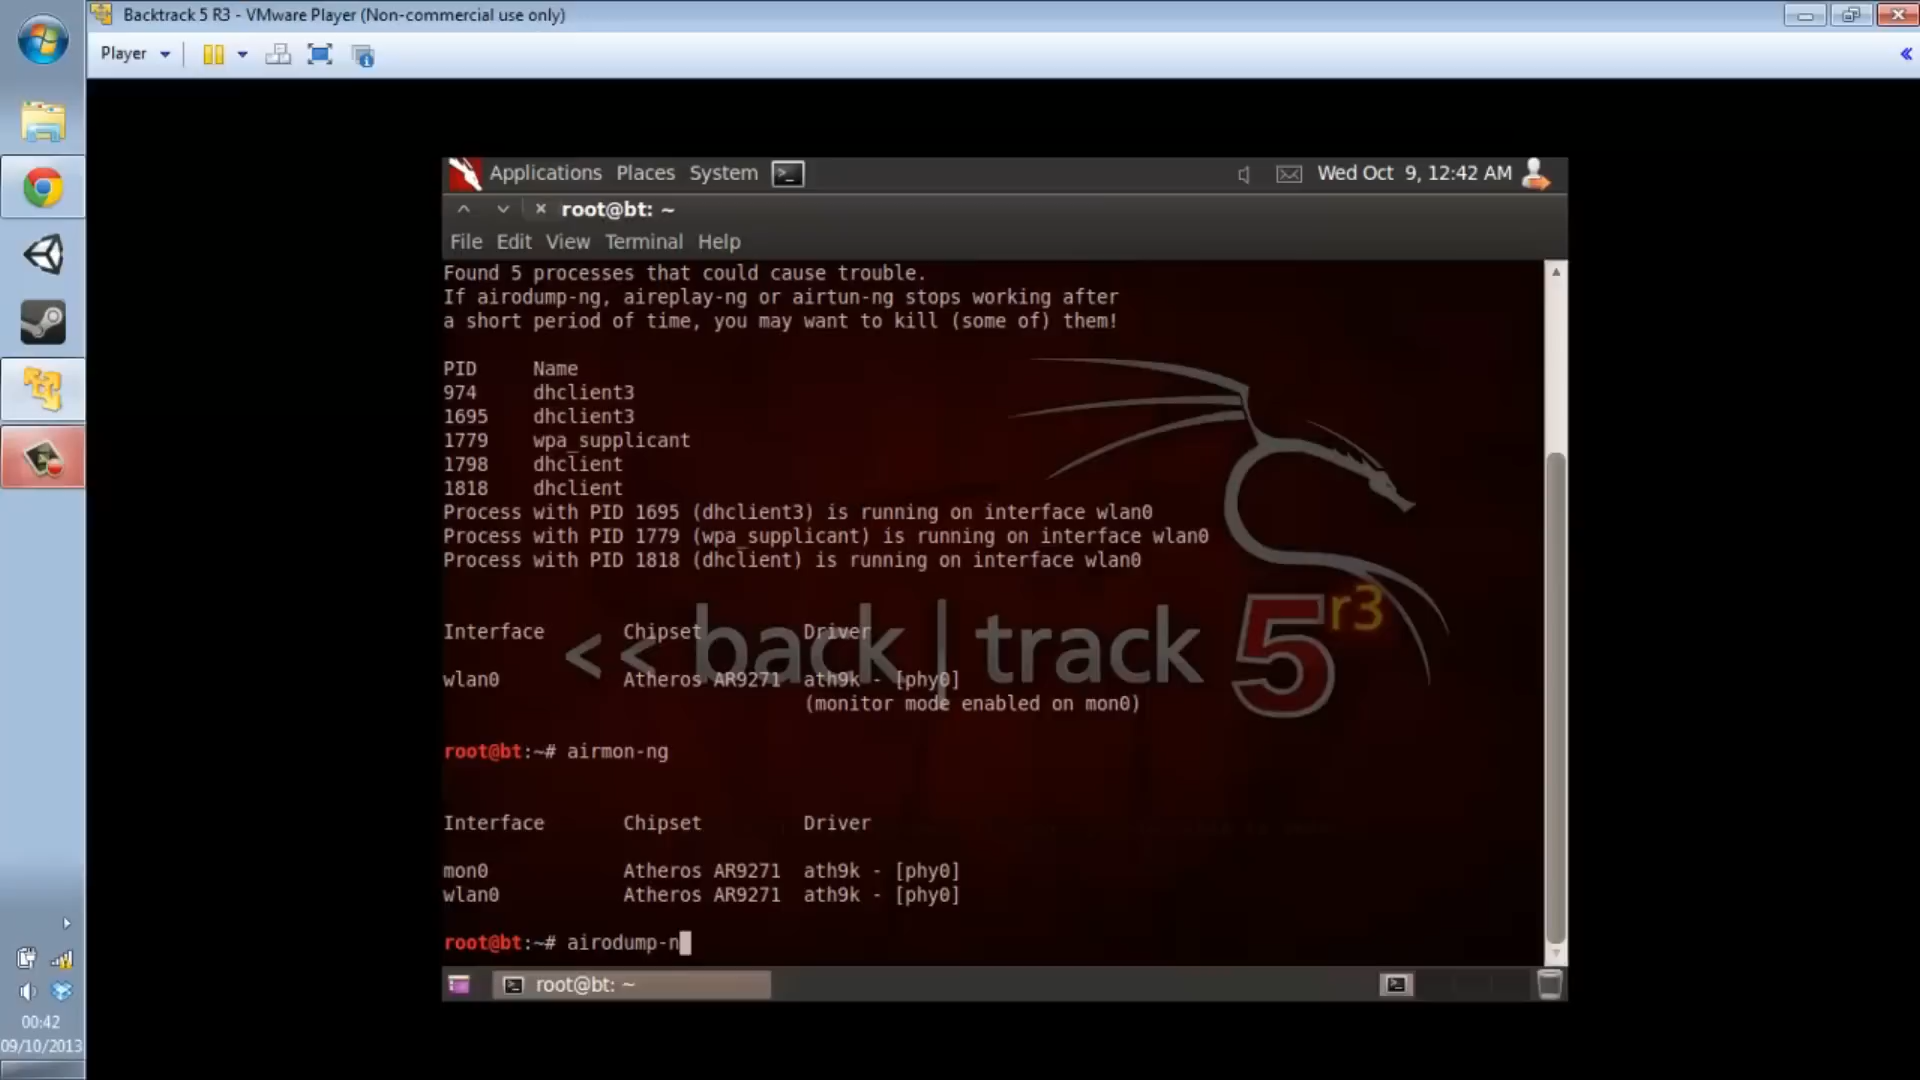 Backtrack 5 R3 - VMware Player (Non-commercial use only)
Player
Applications Places System
Wed Oct 9, 12:42 AM
root@bt: ~
File Edit View Terminal Help
Found 5 processes that could cause trouble.
If airodump-ng, aireplay-ng or airtun-ng stops working after
a short period of time, you may want to kill (some of) them!
PID Name
974 dhclient3
1695 dhclient3
1779 wpa_supplicant
1798 dhclient
1818 dhclient
Process with PID 1695 (dhclient3) is running on interface wlan0
Process with PID 1779 (wpa_supplicant) is running on interface wlan0
Process with PID 1818 (dhclient) is running on interface wlan0
Interface Chipset Driver
<< back | track 5 r3
wlan0 Atheros AR9271 ath9k - [phy0]
(monitor mode enabled on mon0)
root@bt:~# airmon-ng
Interface Chipset Driver
mon0 Atheros AR9271 ath9k - [phy0]
wlan0 Atheros AR9271 ath9k - [phy0]
root@bt:~# airodump-n
root@bt: ~
00:42
09/10/2013